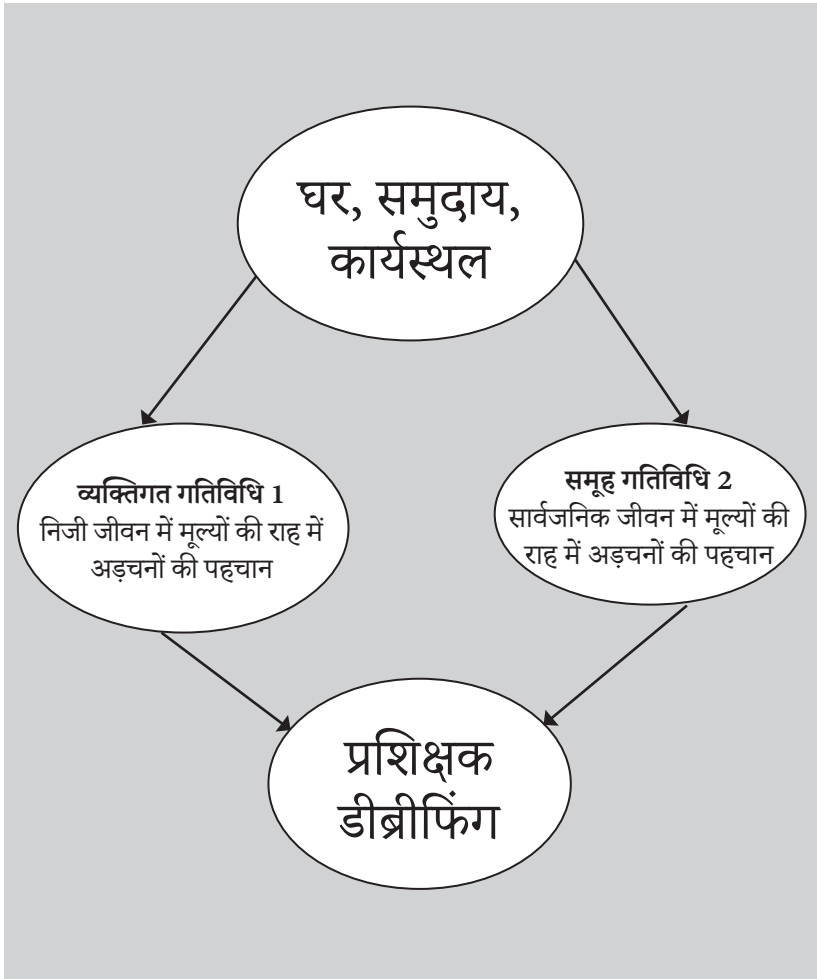 घर, समुदाय,
कार्यस्थल
व्यक्तिगत गतिविधि 1
निजी जीवन में मूल्यों की राह में
अड़चनों की पहचान
समूह गतिविधि 2
सार्वजनिक जीवन में मूल्यों की
राह में अड़चनों की पहचान
प्रशिक्षक
डीब्रीफिंग